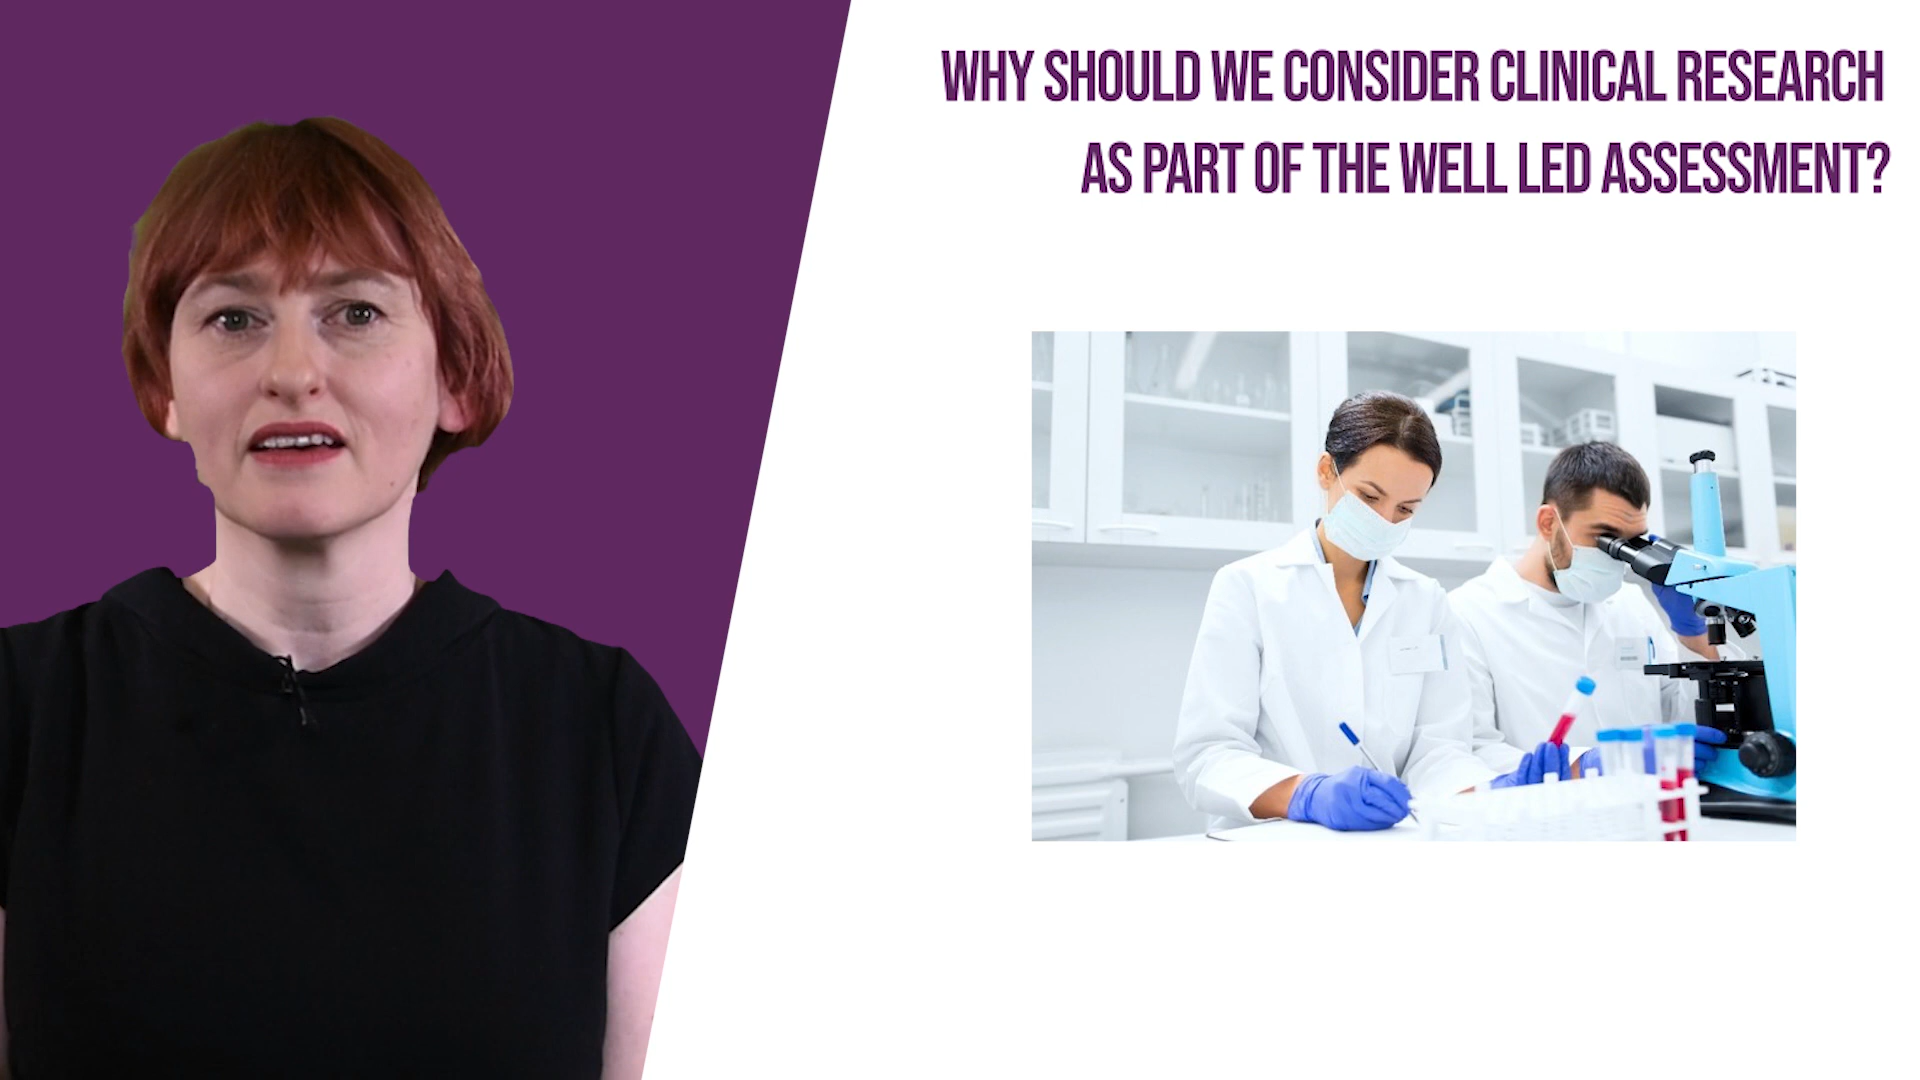 WHY SHOULD WE CONSIDER CLINICAL RESEARCH
AS PART OF THE WELL LED ASSESSMENT?